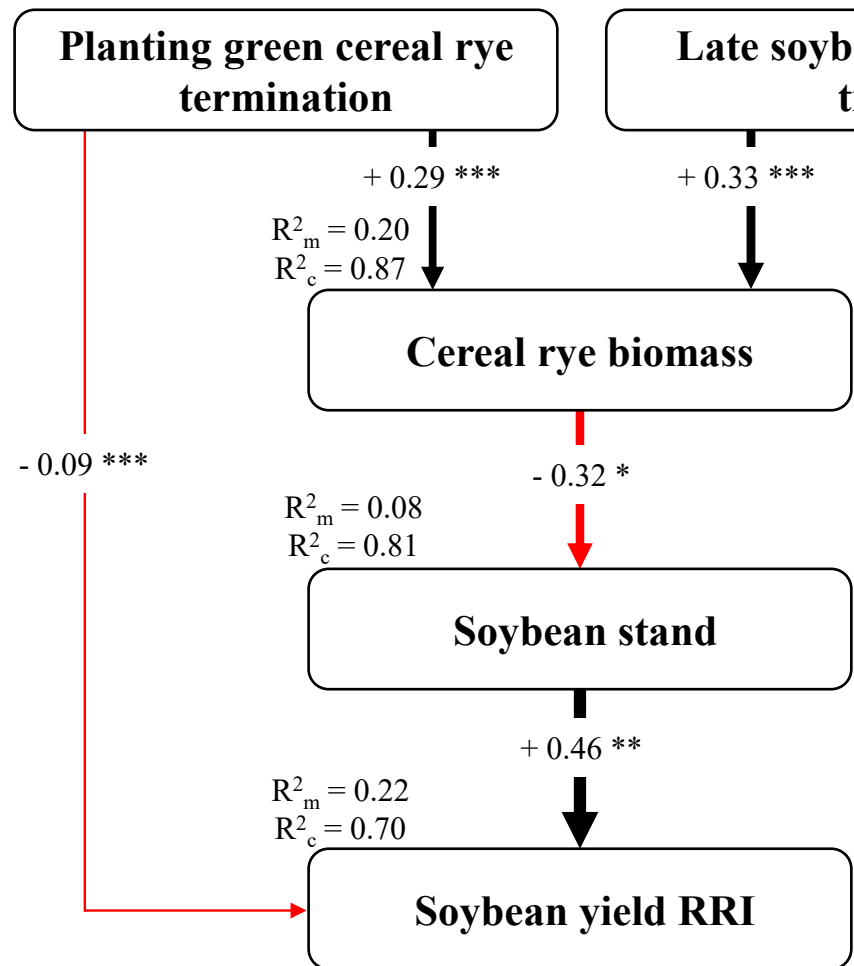 Planting green cereal rye
termination
Late soyb
+ 0.29 ***
+ 0.33 ***
R²m = 0.20
R²c = 0.87
Cereal rye biomass
- 0.09 ***
- 0.32 *
R²m = 0.08
R²c = 0.81
Soybean stand
+ 0.46 **
R²m = 0.22
R²c = 0.70
Soybean yield RRI